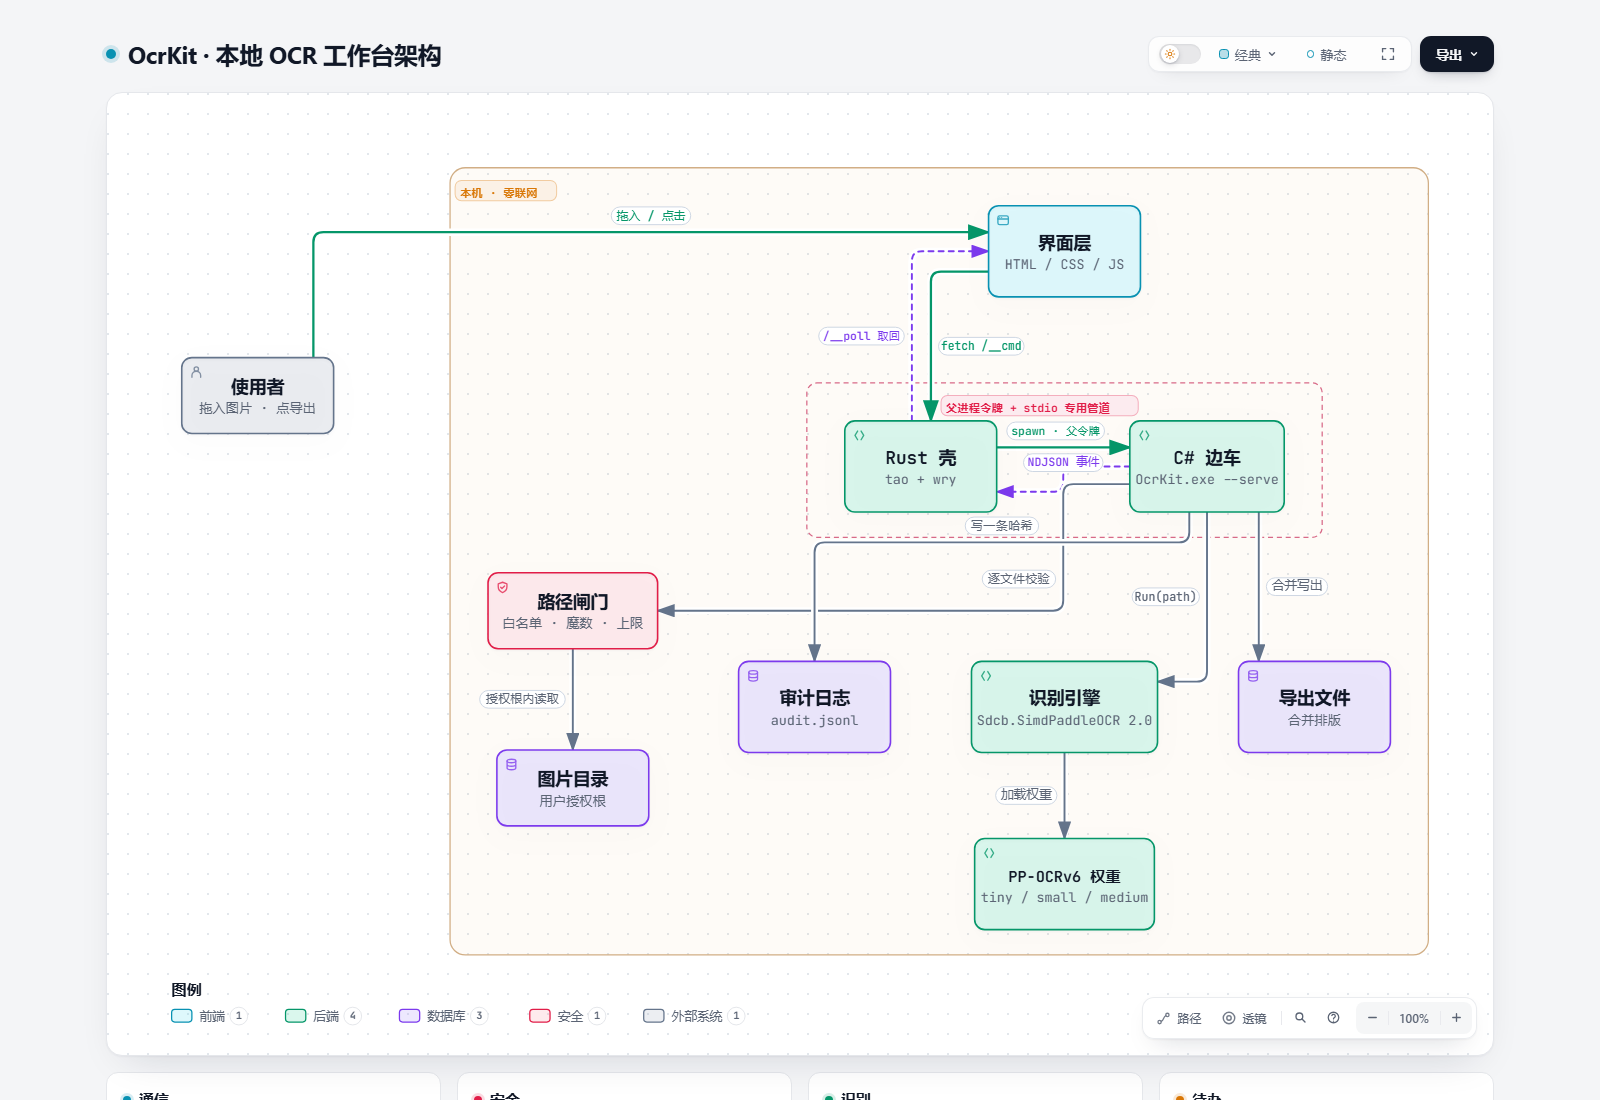 OcrKit · 本地 OCR 工作台架构
经典
静态
导出
本机 · 零联网
拖入 / 点击
界面层
HTML / CSS / JS
/__poll 取回
fetch /__cmd
使用者
拖入图片 · 点导出
父进程令牌 + stdio 专用管道
Rust 壳
tao + wry
spawn · 父令牌
NDJSON 事件
C# 边车
OcrKit.exe --serve
写一条哈希
逐文件校验
Run(path)
合并写出
路径闸门
白名单 · 魔数 · 上限
授权根内读取
审计日志
audit.jsonl
识别引擎
Sdcb.SimdPaddleOCR 2.0
导出文件
合并排版
图片目录
用户授权根
加载权重
PP-OCRv6 权重
tiny / small / medium
图例
前端 1
后端 4
数据库 3
安全 1
外部系统 1
路径
透镜
100%
通信
安全
识别
待办